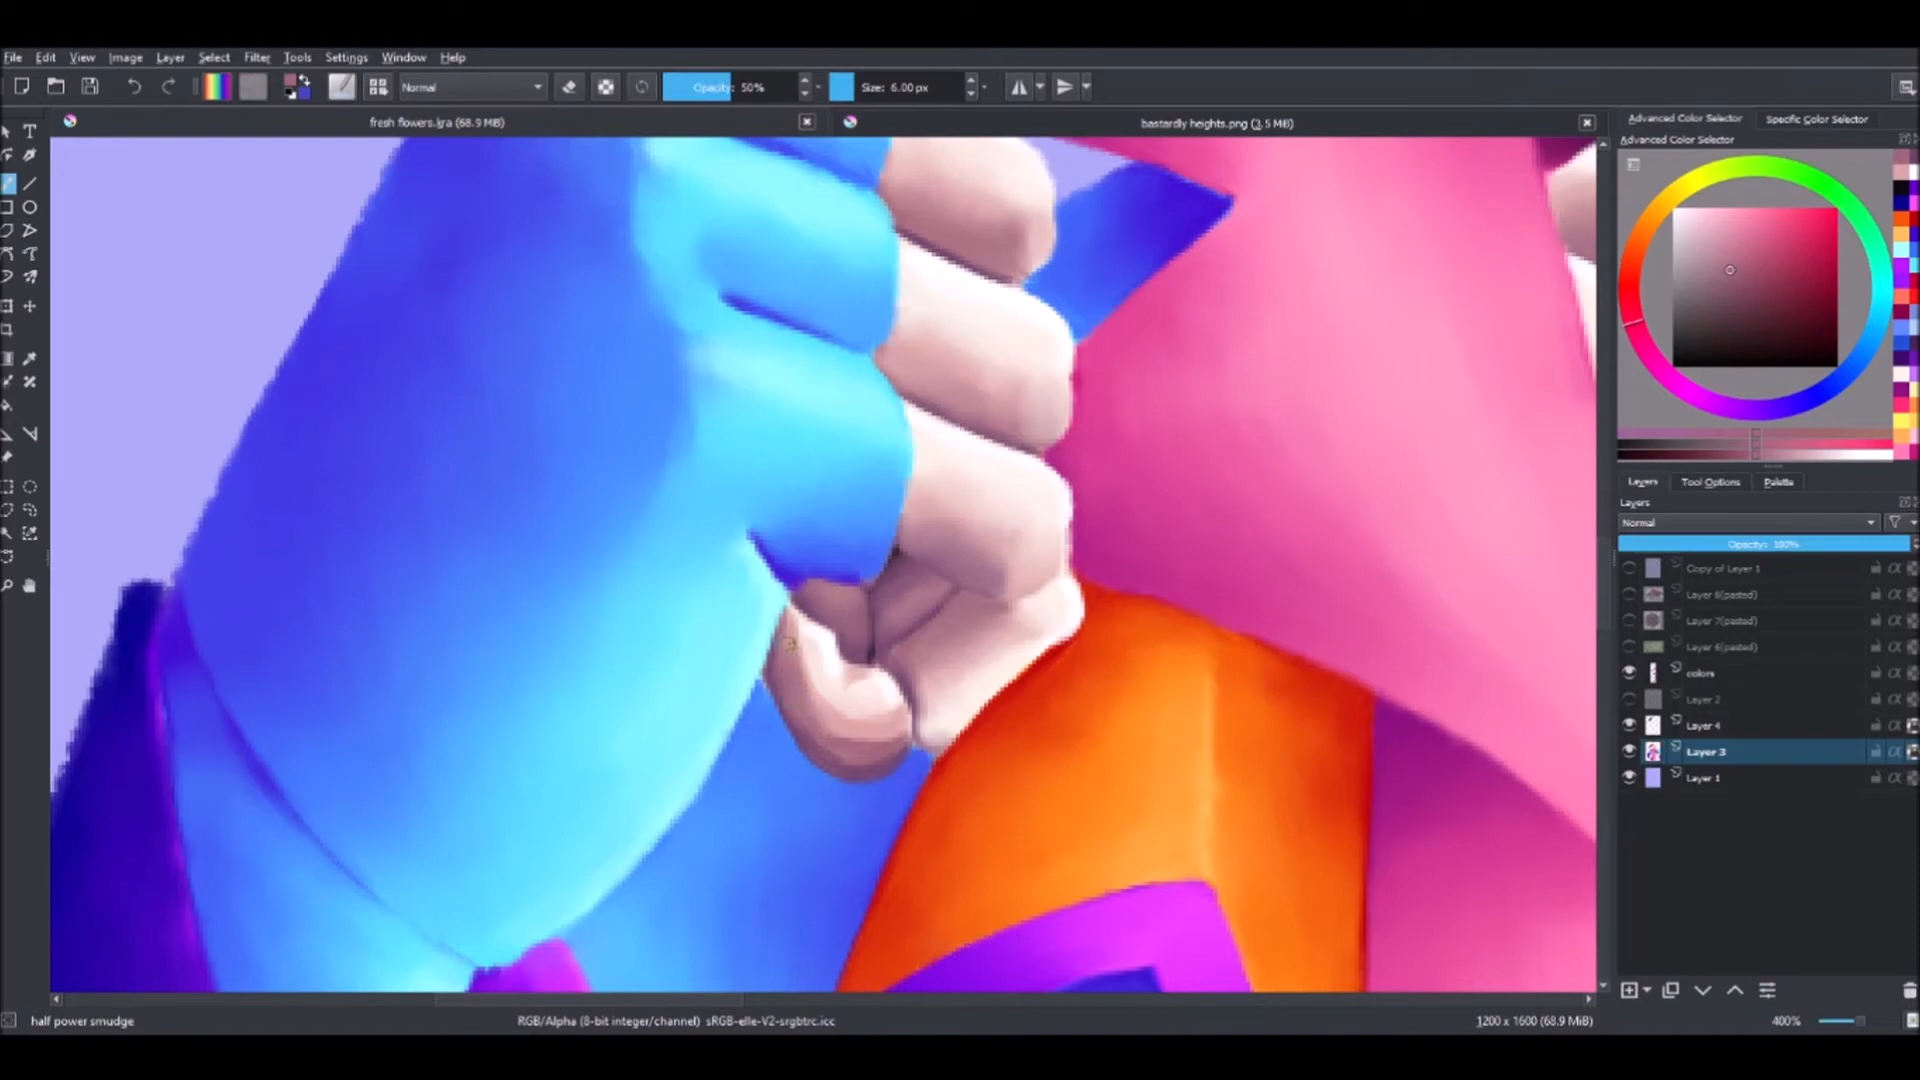 File Edit View Image Layer Select Filter Tools Settings Window Help
Normal Opacity: 50% Size: 6.00 px
fresh flowers.kra (68.9 MiB) bastardly heights.png (3.5 MiB)
Advanced Color Selector Specific Color Selector
Advanced Color Selector
Layers Tool Options Palette
Layers
Normal
Opacity: 100%
Copy of Layer 1
Layer 8(pasted)
Layer 7(pasted)
Layer 6(pasted)
colors
Layer 2
Layer 4
Layer 3
Layer 1
half power smudge RGB/Alpha (8-bit integer/channel) sRGB-elle-V2-srgbtrc.icc 1200 x 1600 (68.9 MiB) 400%